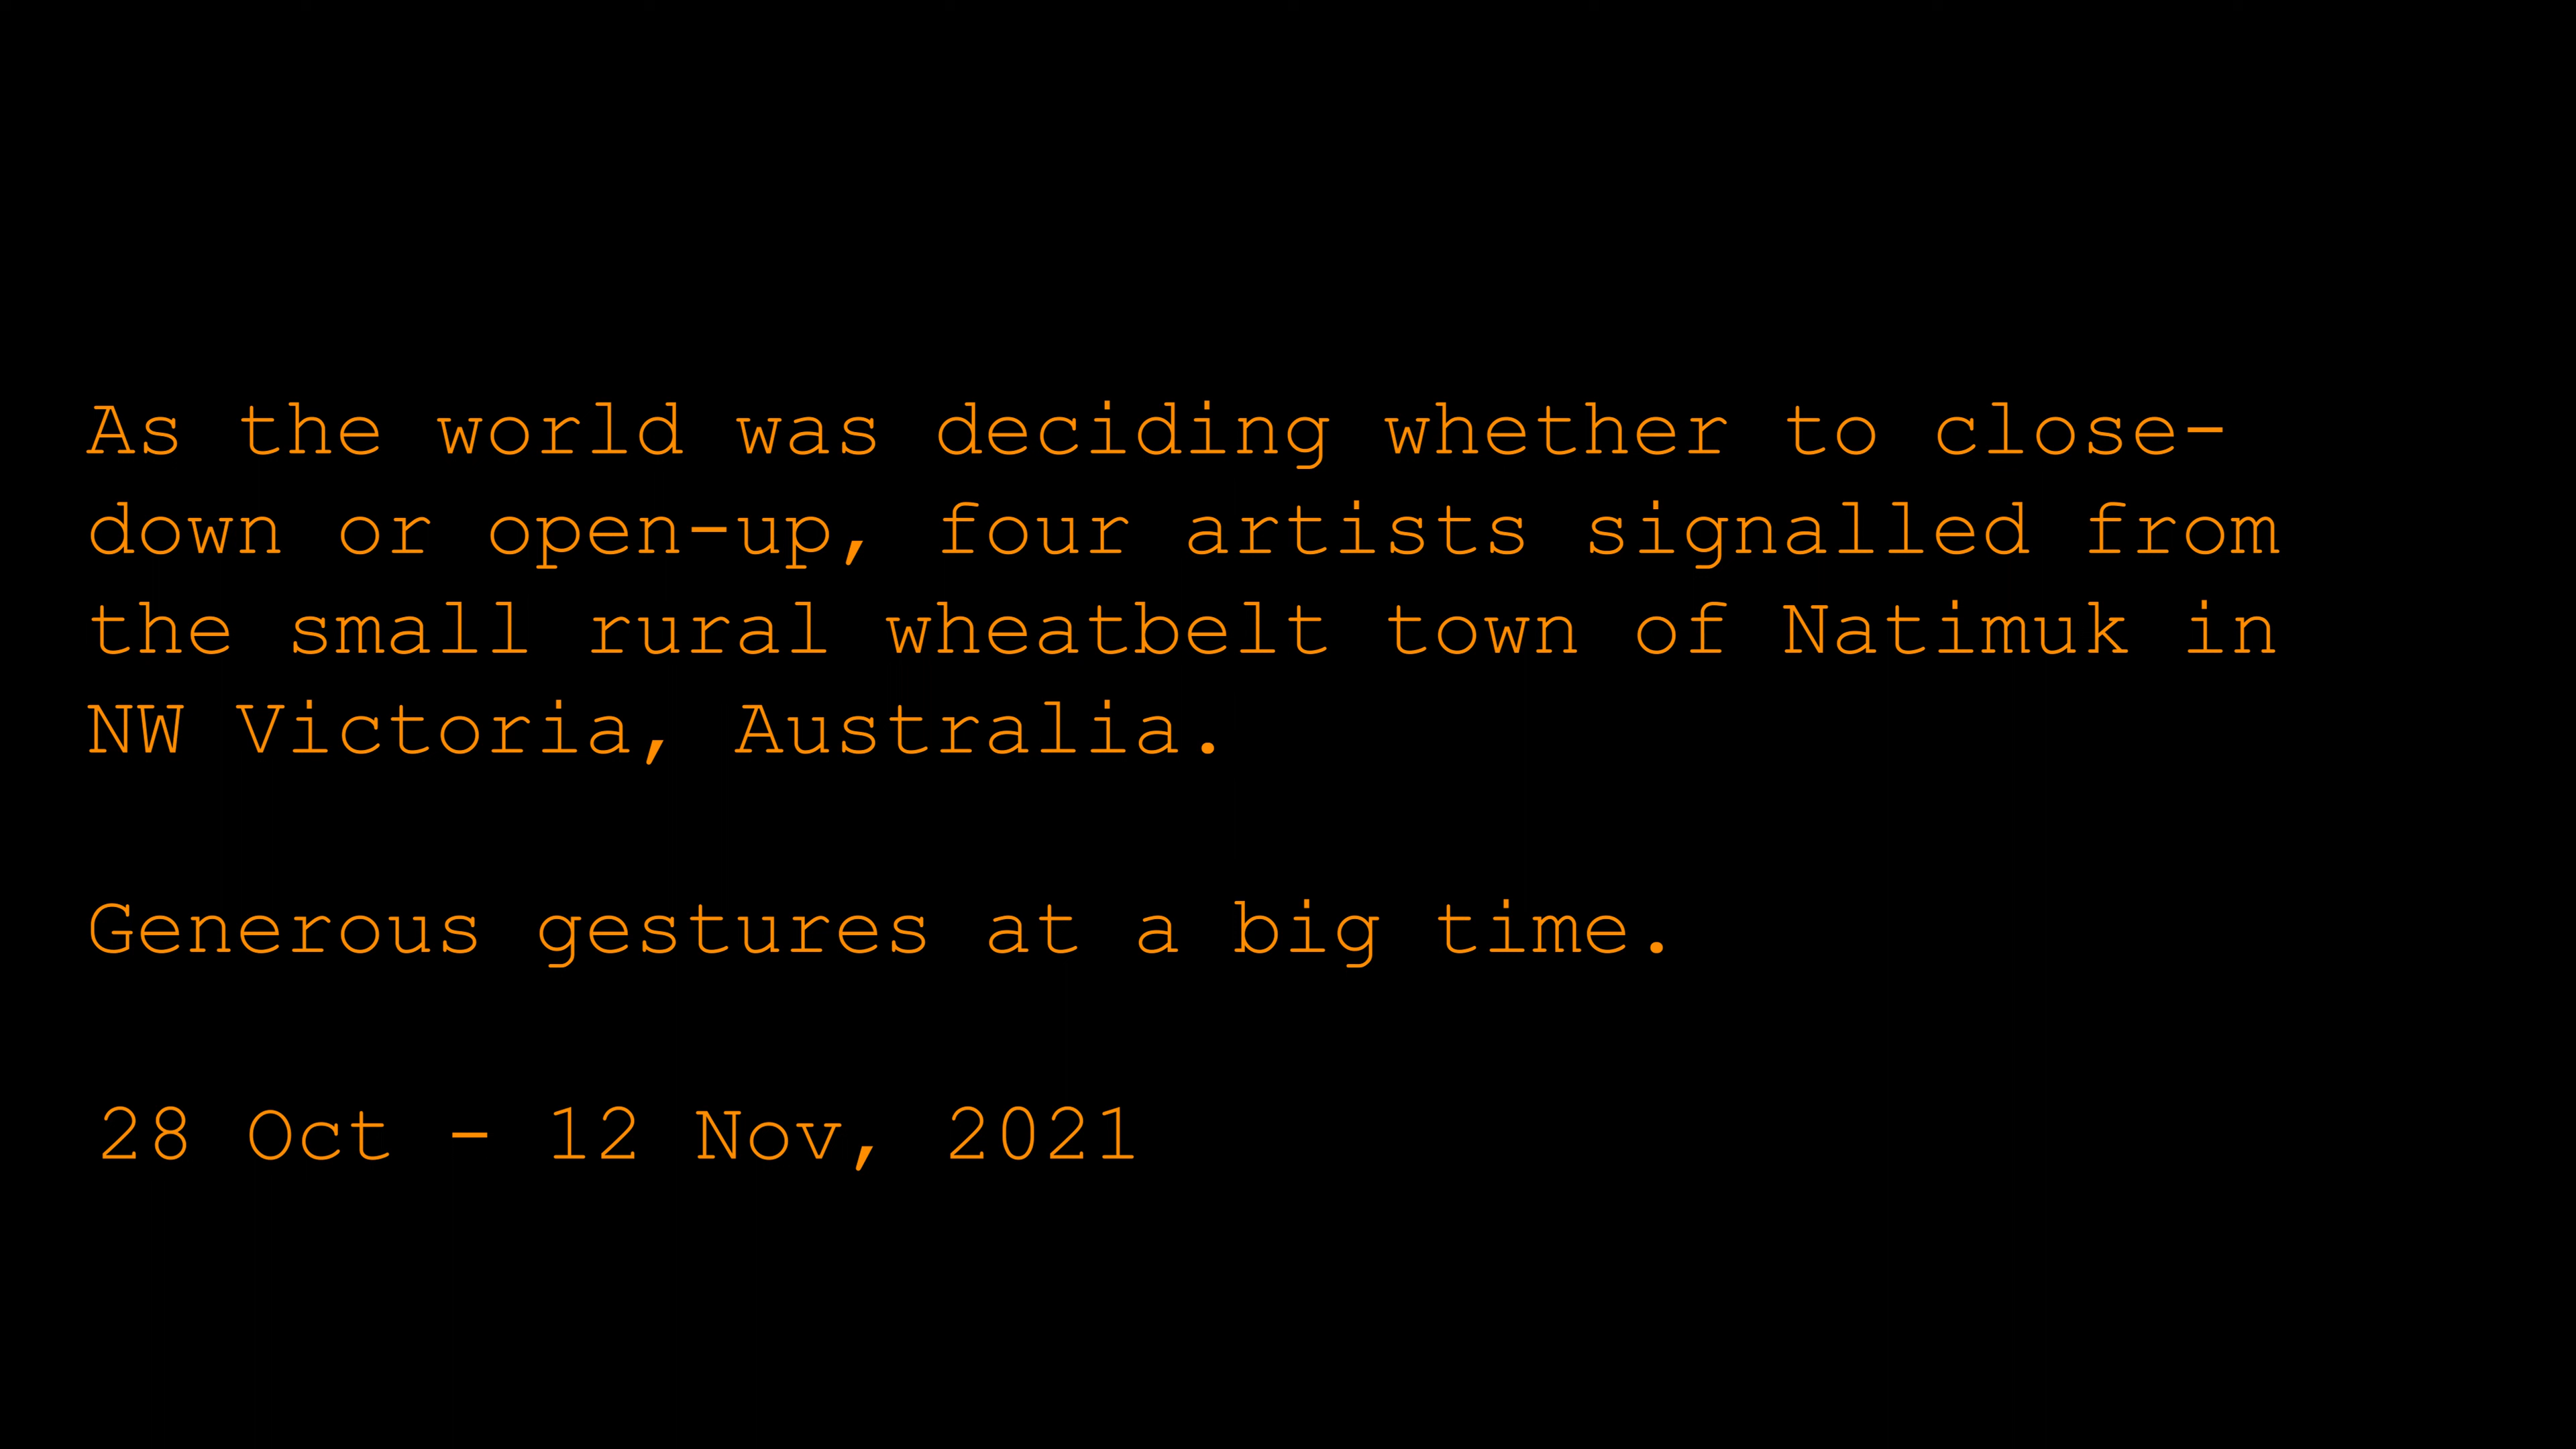 As the world was deciding whether to close-
down or open-up, four artists signalled from
the small rural wheatbelt town of Natimuk in
NW Victoria, Australia.
Generous gestures at a big time.
28 Oct - 12 Nov, 2021